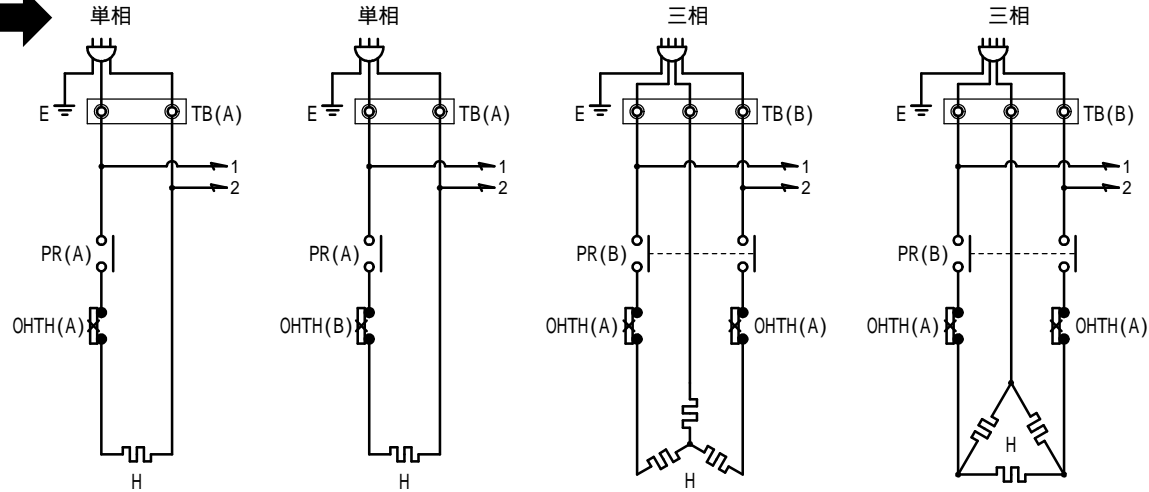 単相
E
TB(A)
1
2
PR(A)
OHTH(A)
H
単相
E
TB(A)
1
2
PR(A)
OHTH(B)
H
三相
E
TB(B)
1
2
PR(B)
OHTH(A)
OHTH(A)
H
三相
E
TB(B)
1
2
PR(B)
OHTH(A)
OHTH(A)
H